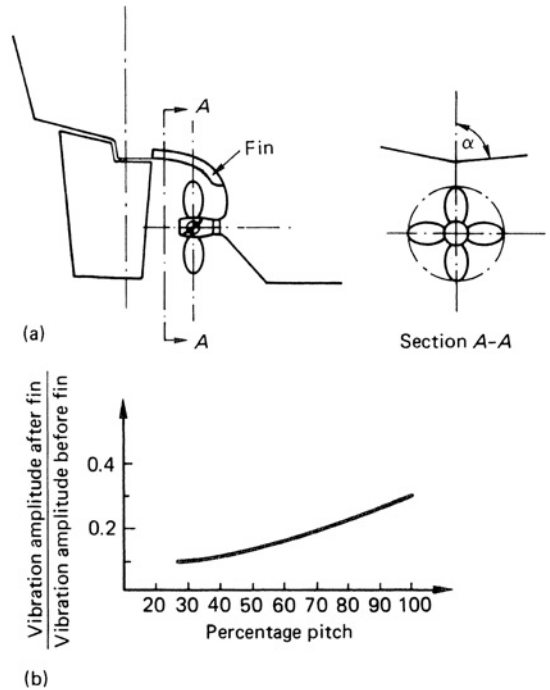 A
Fin
α
A
(a)
Section A–A
Vibration amplitude after fin
Vibration amplitude before fin
0.4
0.2
20 30 40 50 60 70 80 90 100
Percentage pitch
(b)